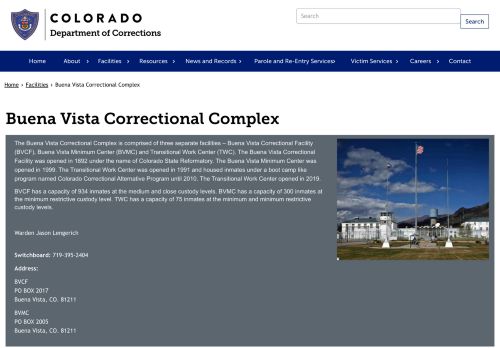 COLORADO
Department of Corrections
Search
Search
Home About Facilities Resources News and Records Parole and Re-Entry Services Victim Services Careers Contact
Home › Facilities › Buena Vista Correctional Complex
Buena Vista Correctional Complex
The Buena Vista Correctional Complex is comprised of three separate facilities – Buena Vista Correctional Facility
(BVCF), Buena Vista Minimum Center (BVMC) and Transitional Work Center (TWC). The Buena Vista Correctional
Facility was opened in 1892 under the name of Colorado State Reformatory. The Buena Vista Minimum Center was
opened in 1999. The Transitional Work Center was opened in 1991 and housed inmates under a boot camp like
program named Colorado Correctional Alternative Program until 2010. The Transitional Work Center opened in 2019.
BVCF has a capacity of 934 inmates at the medium and close custody levels. BVMC has a capacity of 300 inmates at
the minimum restrictive custody level. TWC has a capacity of 75 inmates at the minimum and minimum restrictive
custody levels.
Warden Jason Lengerich
Switchboard: 719-395-2404
Address:
BVCF
PO BOX 2017
Buena Vista, CO. 81211
BVMC
PO BOX 2005
Buena Vista, CO. 81211